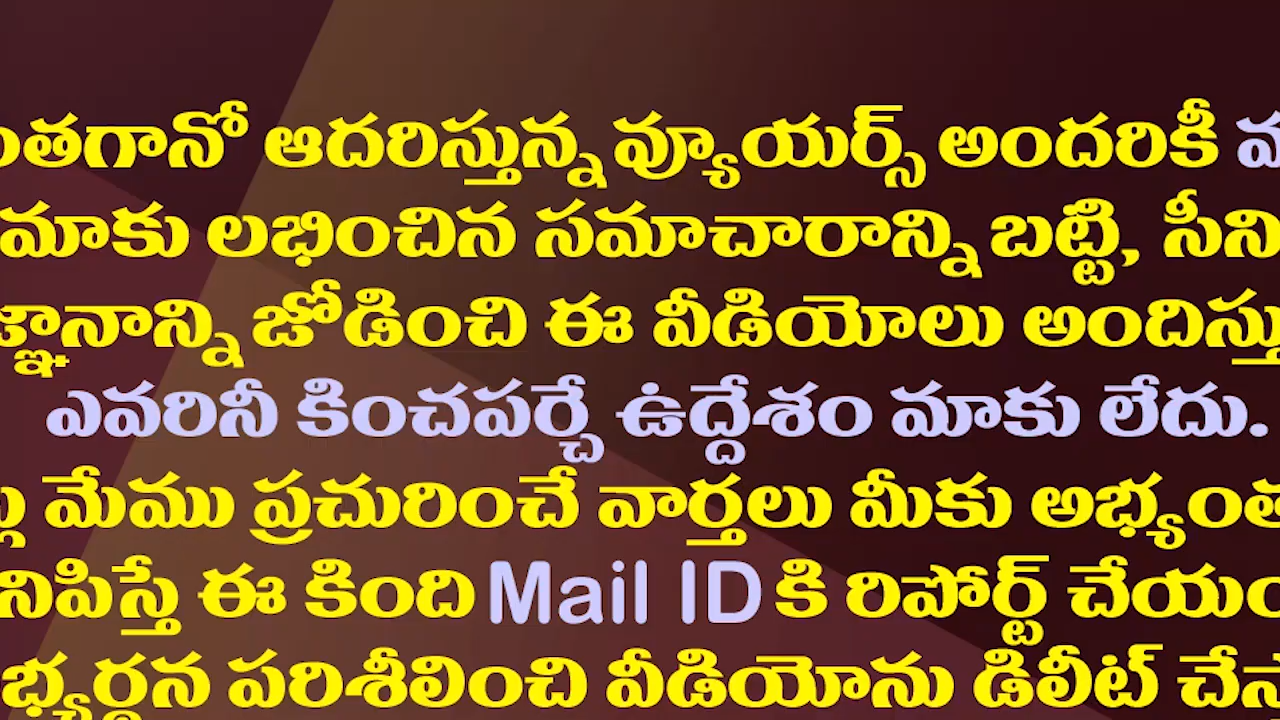 ంతగానో ఆదరిస్తున్న వ్యూయర్స్ అందరికీ
మాకు లభించిన సమాచారాన్ని బట్టి, సీని
జ్ఞానాన్ని జోడించి ఈ వీడియోలు అందిస్తు
ఎవరినీ కించపర్చే ఉద్దేశం మాకు లేదు.
మేము ప్రచురించే వార్తలు మీకు అభ్యంత
నిపిస్తే ఈ కింది Mail ID కి రిపోర్ట్ చేయం
భ్యర్థన పరిశీలించి వీడియోను డిలీట్ చేస